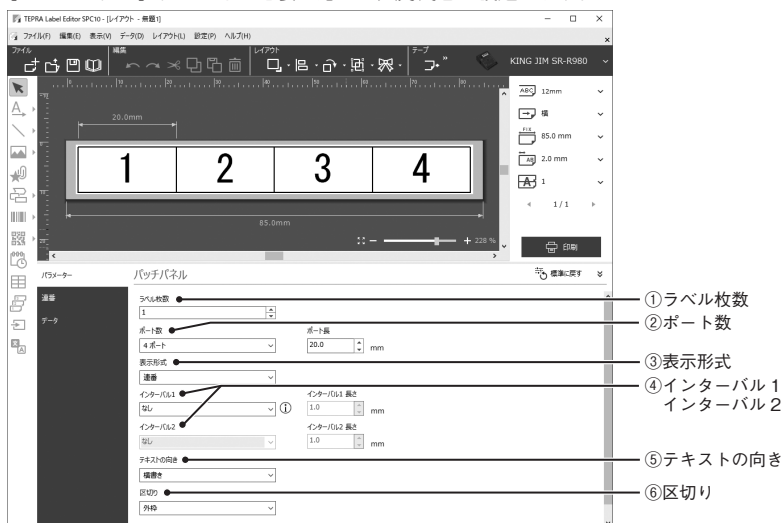 TEPRA Label Editor SPC10 - [レイアウト - 無題1]
ファイル(F) 編集(E) 表示(V) データ(D) レイアウト(L) 設定(P) ヘルプ(H)
ファイル 編集 レイアウト テープ
KING JIM SR-R980
20.0mm
1 2 3 4
85.0mm
228 %
ABC 12mm
横
FIX 85.0 mm
AB 2.0 mm
A 1
1 / 1
印刷
パラメーター パッチパネル 標準に戻す
連番
データ
ラベル枚数
1
ポート数 ポート長
4 ポート 20.0 mm
表示形式
連番
インターバル1 インターバル1 長さ
なし 1.0 mm
インターバル2 インターバル2 長さ
なし 1.0 mm
テキストの向き
横書き
区切り
外枠
①ラベル枚数
②ポート数
③表示形式
④インターバル1
インターバル2
⑤テキストの向き
⑥区切り